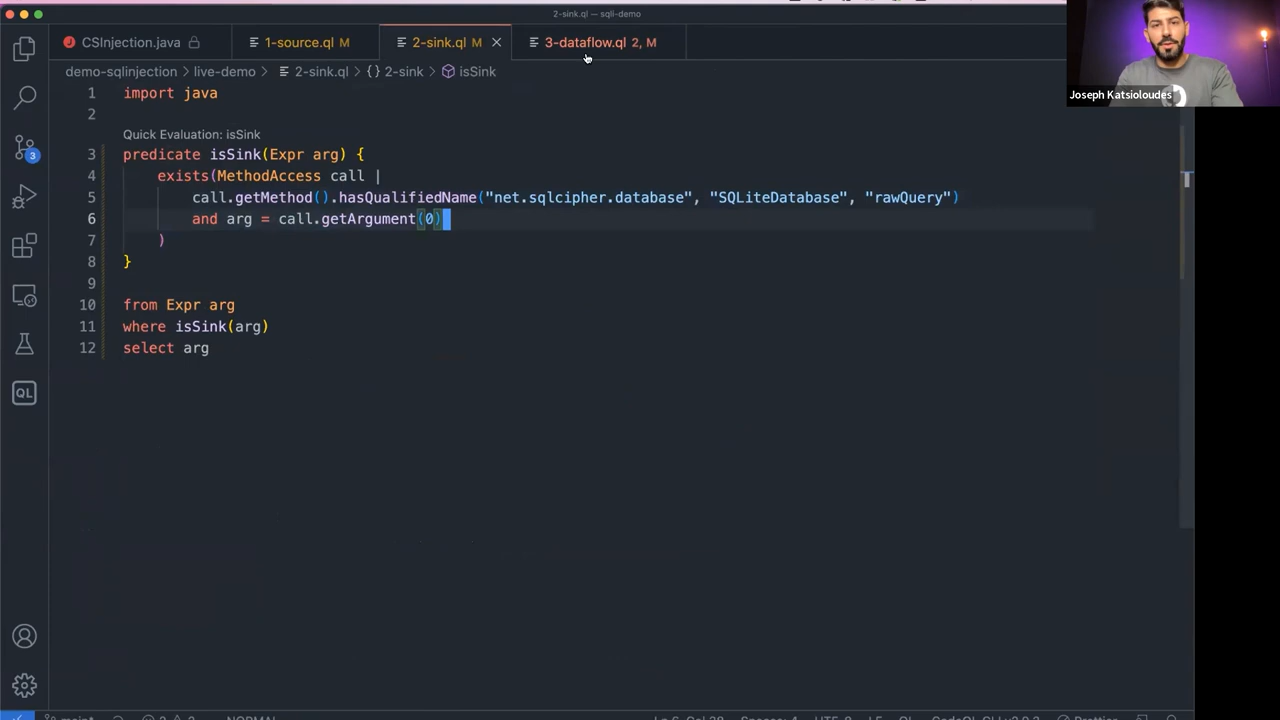 2-sink.ql — sqli-demo
CSInjection.java
1-source.ql M
2-sink.ql M
3-dataflow.ql 2, M
demo-sqlinjection > live-demo > 2-sink.ql > {} 2-sink > isSink
Joseph Katsioloudes
1 import java
2
Quick Evaluation: isSink
3 predicate isSink(Expr arg) {
4 exists(MethodAccess call |
5 call.getMethod().hasQualifiedName("net.sqlcipher.database", "SQLiteDatabase", "rawQuery")
6 and arg = call.getArgument(0)
7 )
8 }
9
10 from Expr arg
11 where isSink(arg)
12 select arg
3
QL